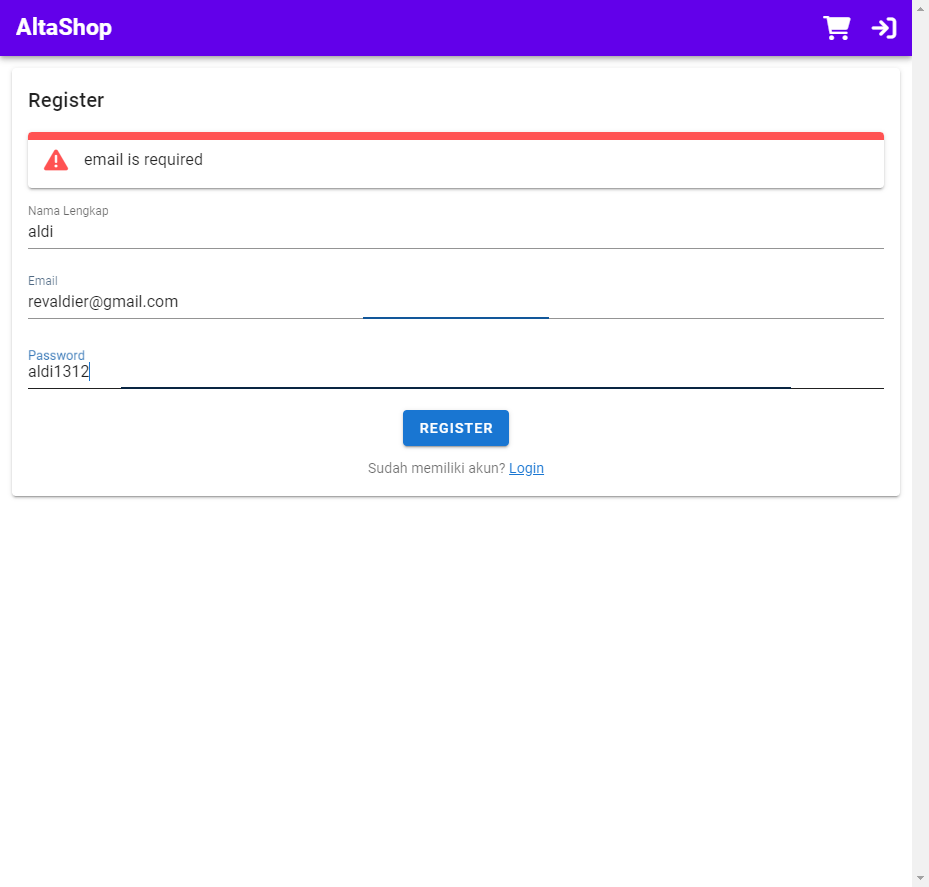 AltaShop
Register
email is required
Nama Lengkap
aldi
Email
revaldier@gmail.com
Password
aldi1312
REGISTER
Sudah memiliki akun? Login